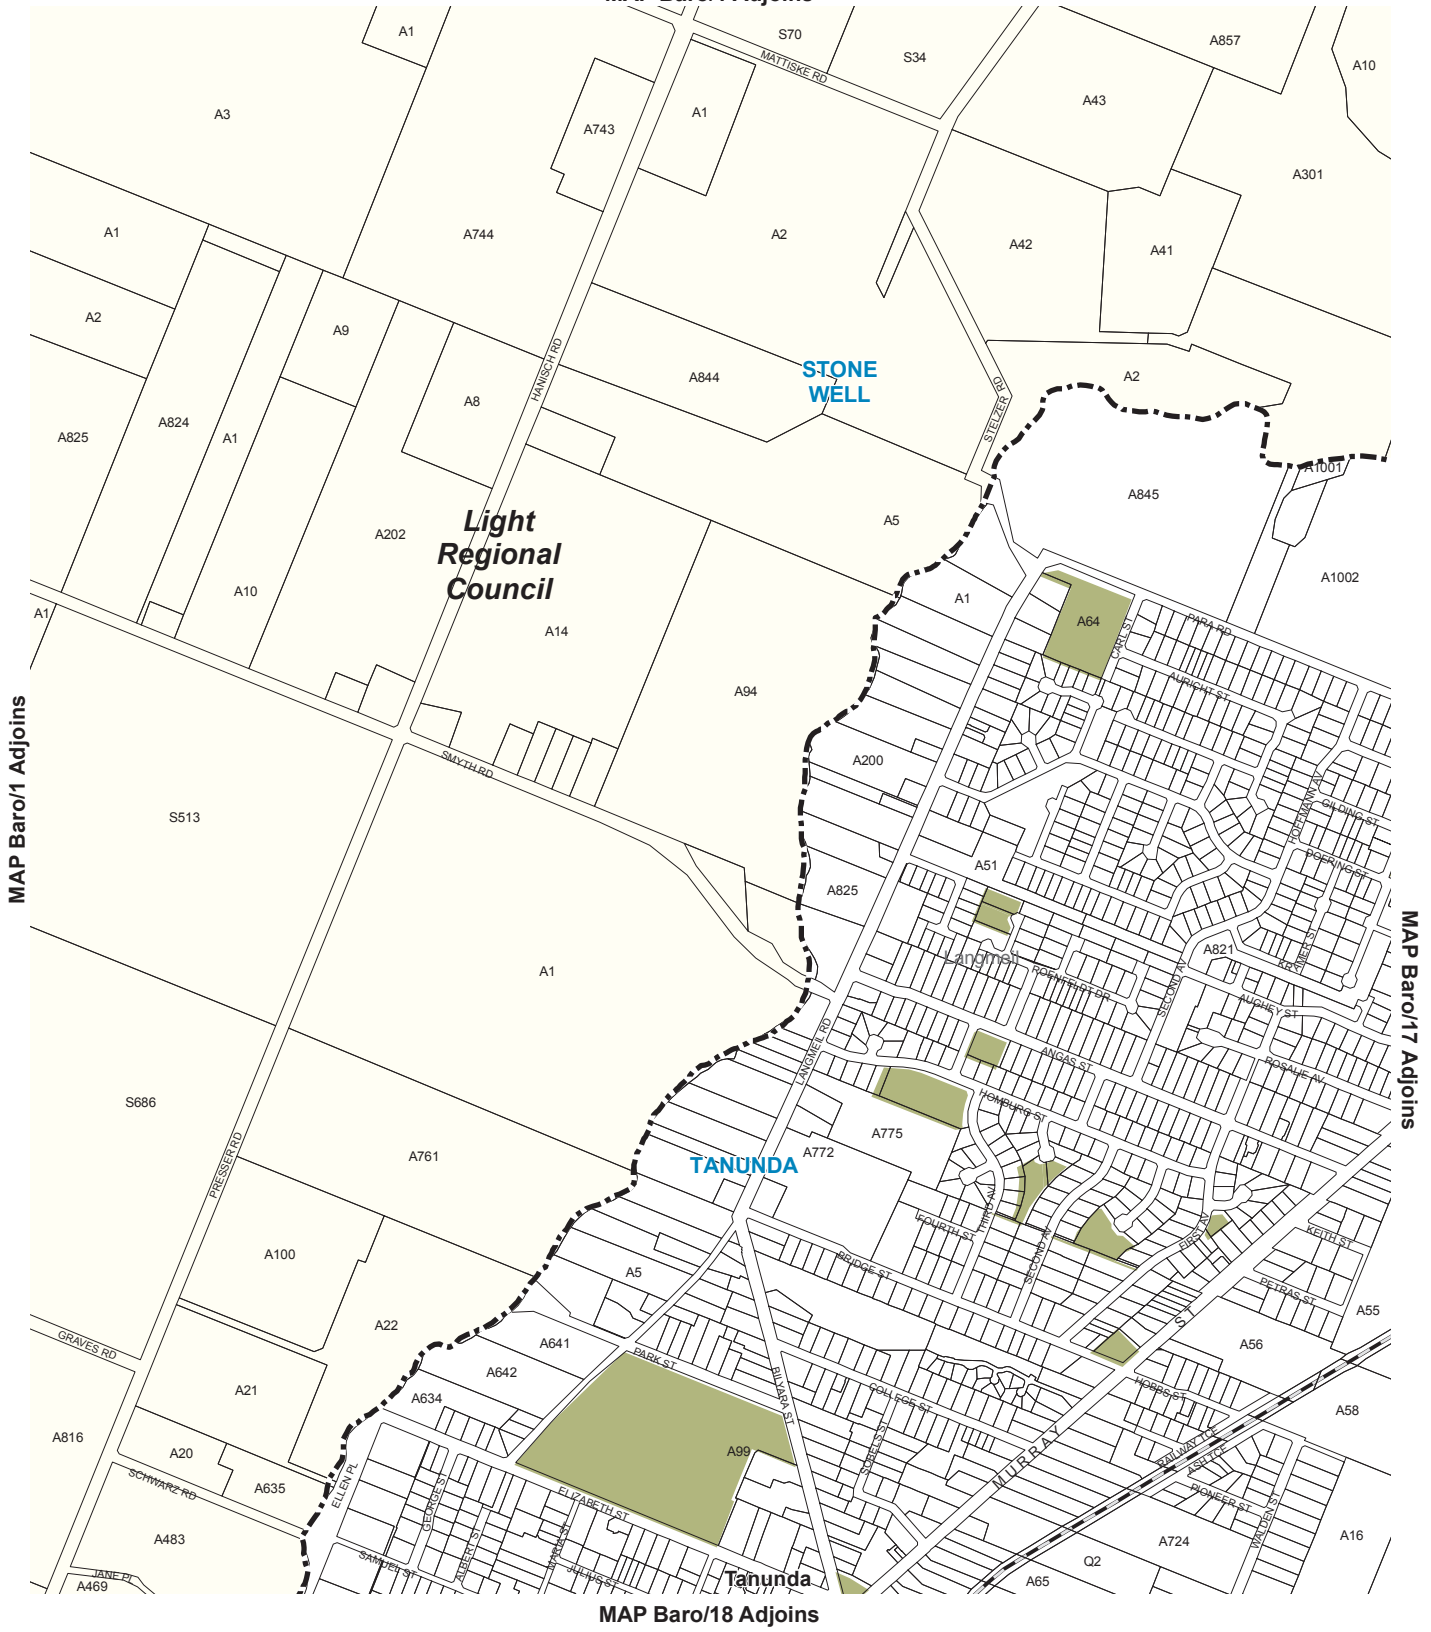 A1
S70
A857
S34
MATTISKE RD
A10
A43
A3
A743
A1
A301
A1
A744
A2
A42
A41
A2
A9
HANISCH RD
STONE
WELL
A844
A2
STELZER RD
A8
A825
A824
A1
A1001
A845
Light
Regional
Council
A5
A202
A10
A1
A14
A1
A1002
A64
CARL ST
PARA RD
AURICHT ST
A94
MAP Baro/1 Adjoins
SMYTH RD
A200
HOFFMANN AV
GILDING ST
S513
DOERING ST
A51
A825
A821
KRAMER ST
Langmeil
ROENFELDT DR
SECOND AV
AUGHEY ST
A1
MAP Baro/17 Adjoins
LANGMEIL RD
ANGAS ST
ROSALIE AV
S686
HOMBURG ST
A775
A772
PRESSER RD
A761
TANUNDA
THIRD AV
FOURTH ST
SECOND AV
FIRST AV
KEITH ST
A100
BRIDGE ST
A5
PETRAS ST
A55
GRAVES RD
A22
A641
A56
PARK ST
A642
BILYARA ST
COLLEGE ST
HOBBS ST
A21
A634
A58
A816
A20
A99
SOBELS ST
MURRAY ST
RAILWAY TCE
ASH TCE
SCHWARZ RD
A635
ELLEN PL
GEORGE ST
ELIZABETH ST
PIONEER ST
WALDEN ST
A483
ALBERT ST
MARIA ST
A724
A16
SAMUEL ST
JULIUS ST
Q2
JANE PL
A469
Tanunda
A65
MAP Baro/18 Adjoins